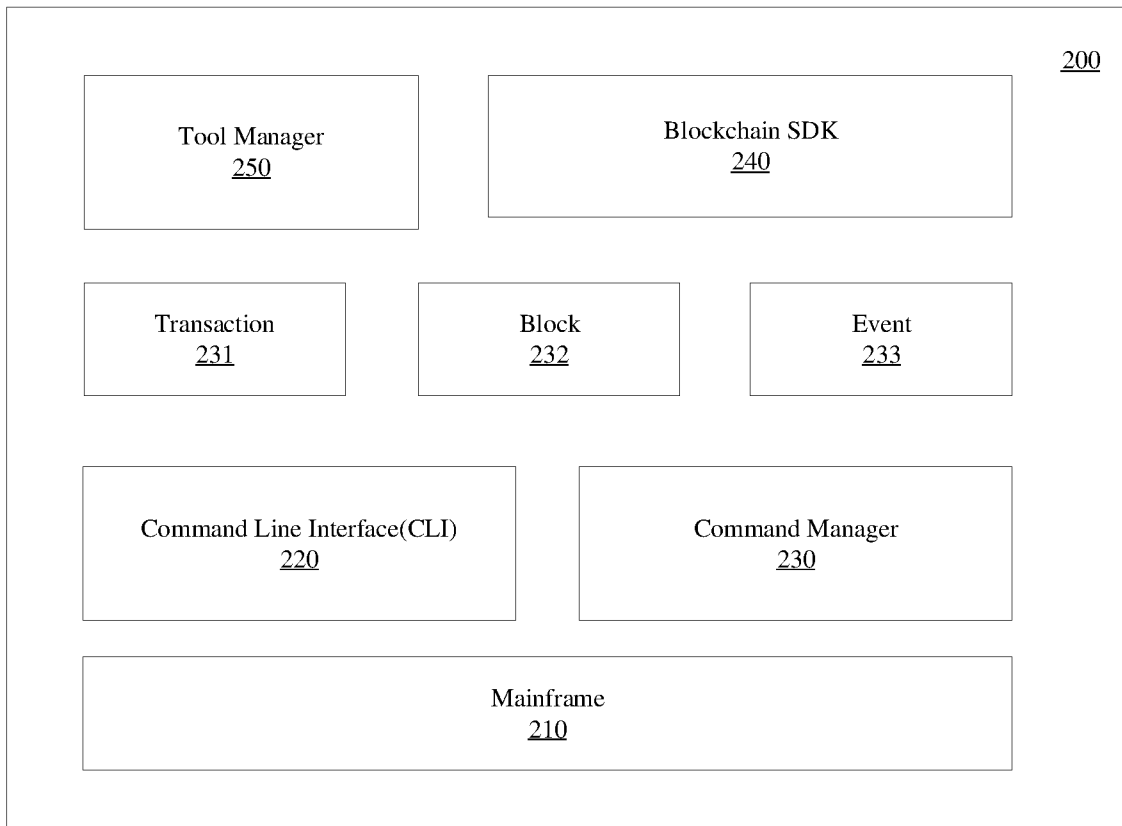 200
Tool Manager
250
Blockchain SDK
240
Transaction
231
Block
232
Event
233
Command Line Interface(CLI)
220
Command Manager
230
Mainframe
210